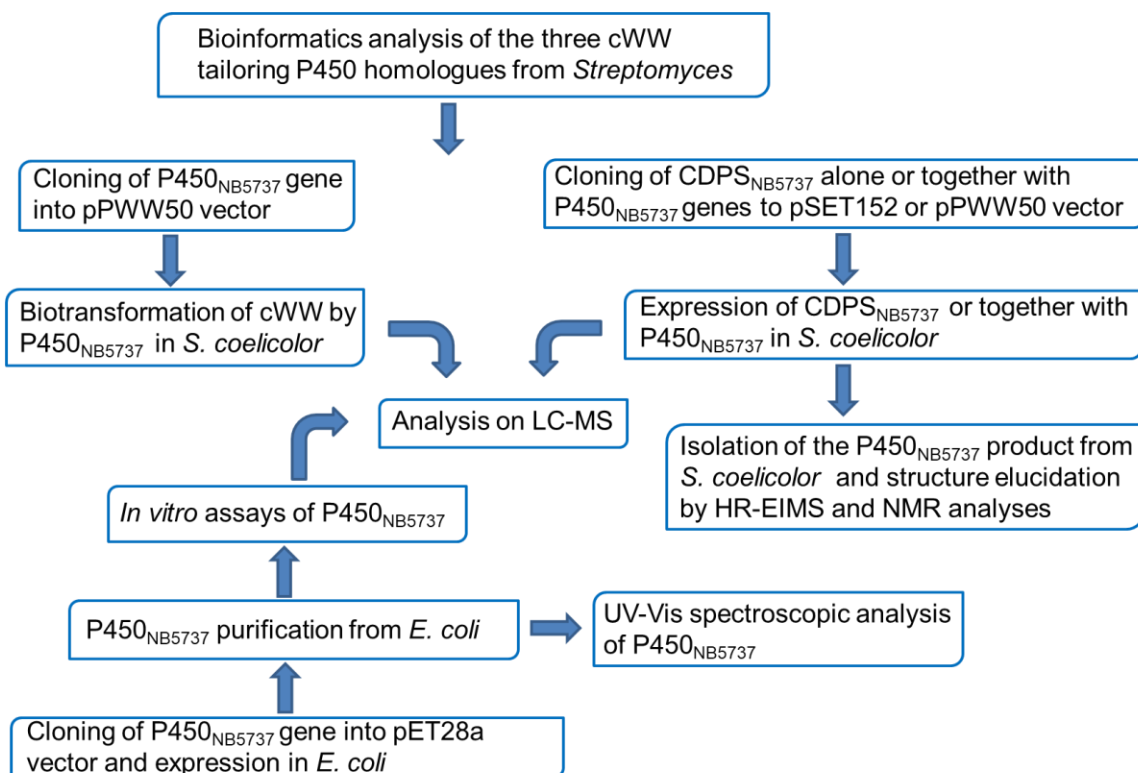 Bioinformatics analysis of the three cWW
tailoring P450 homologues from Streptomyces
Cloning of P450NB5737 gene
into pPWW50 vector
Cloning of CDPSNB5737 alone or together with
P450NB5737 genes to pSET152 or pPWW50 vector
Biotransformation of cWW by
P450NB5737 in S. coelicolor
Expression of CDPSNB5737 or together with
P450NB5737 in S. coelicolor
Analysis on LC-MS
Isolation of the P450NB5737 product from
S. coelicolor and structure elucidation
by HR-EIMS and NMR analyses
In vitro assays of P450NB5737
P450NB5737 purification from E. coli
UV-Vis spectroscopic analysis
of P450NB5737
Cloning of P450NB5737 gene into pET28a
vector and expression in E. coli